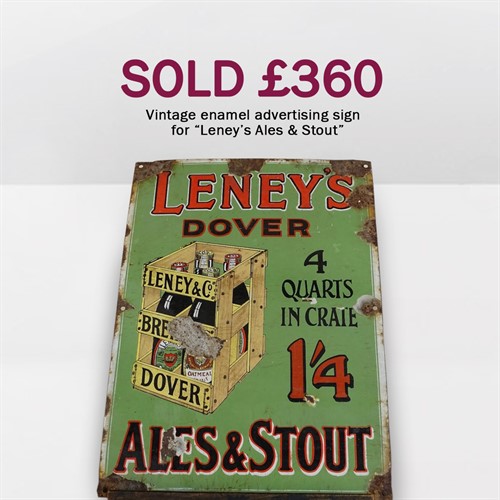 SOLD £360
Vintage enamel advertising sign
for “Leney’s Ales & Stout”
LENEY'S
DOVER
4
QUARTS
IN CRATE
1'4
LENEY & Co
BRE
DOVER
OATMEAL
ALES & STOUT